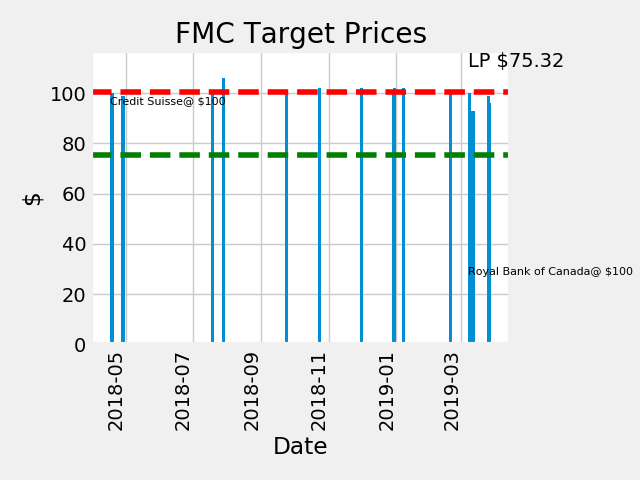 FMC Target Prices
LP $75.32
100
Credit Suisse@ $100
80
60
$
40
Royal Bank of Canada@ $100
20
0
2018-05
2018-07
2018-09
2018-11
2019-01
2019-03
Date